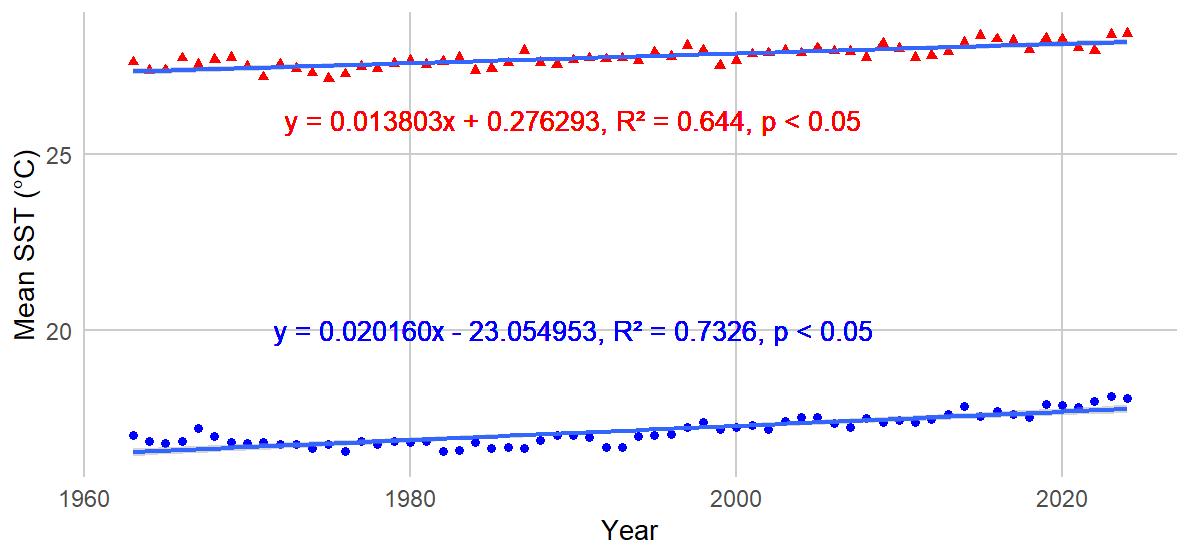 y = 0.013803x + 0.276293, R² = 0.644, p < 0.05
25
Mean SST (°C)
y = 0.020160x - 23.054953, R² = 0.7326, p < 0.05
20
1960 1980 2000 2020
Year